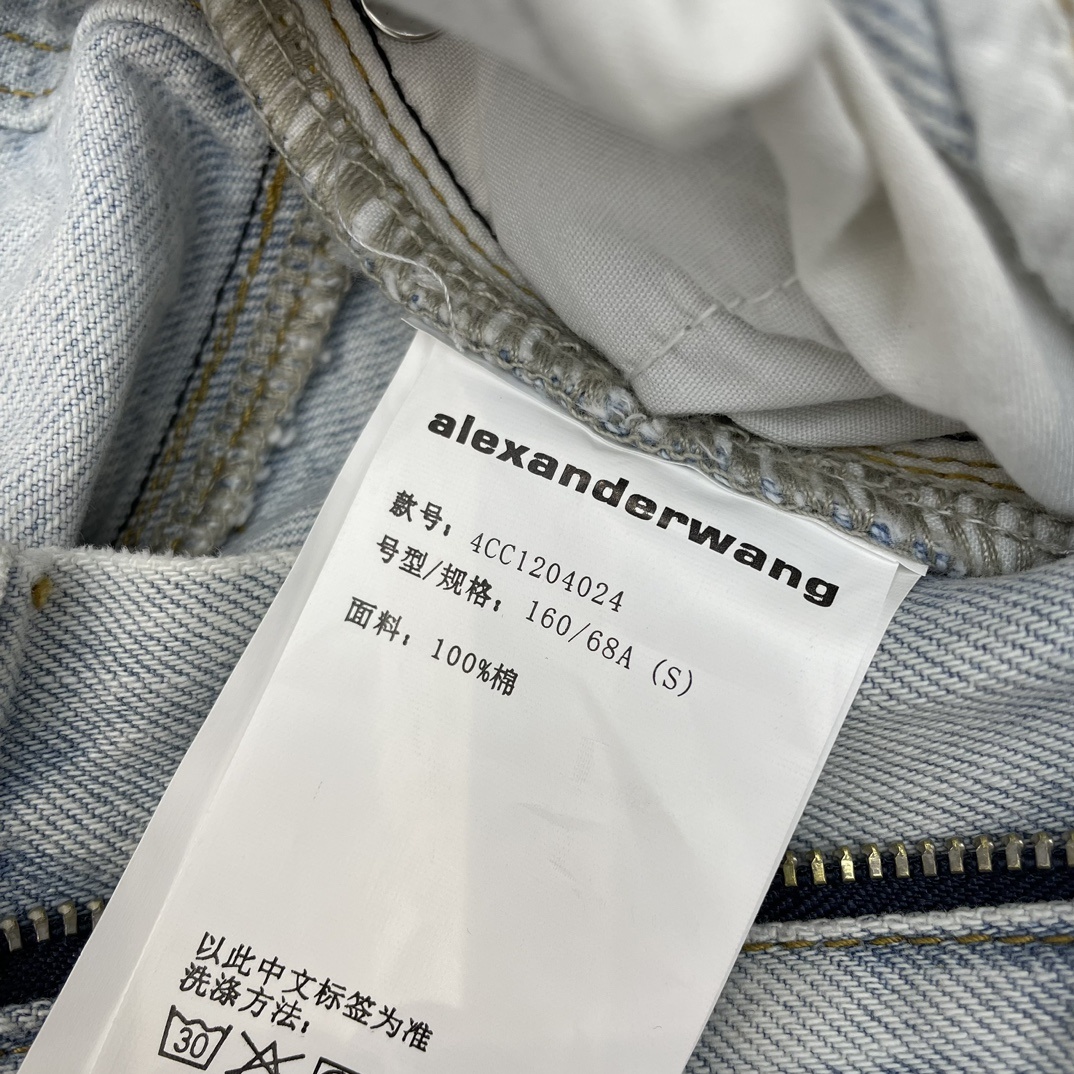 alexanderwang
款号：4CC1204024
号型/规格：160/68A (S)
面料：100%棉
以此中文标签为准
洗涤方法：
30